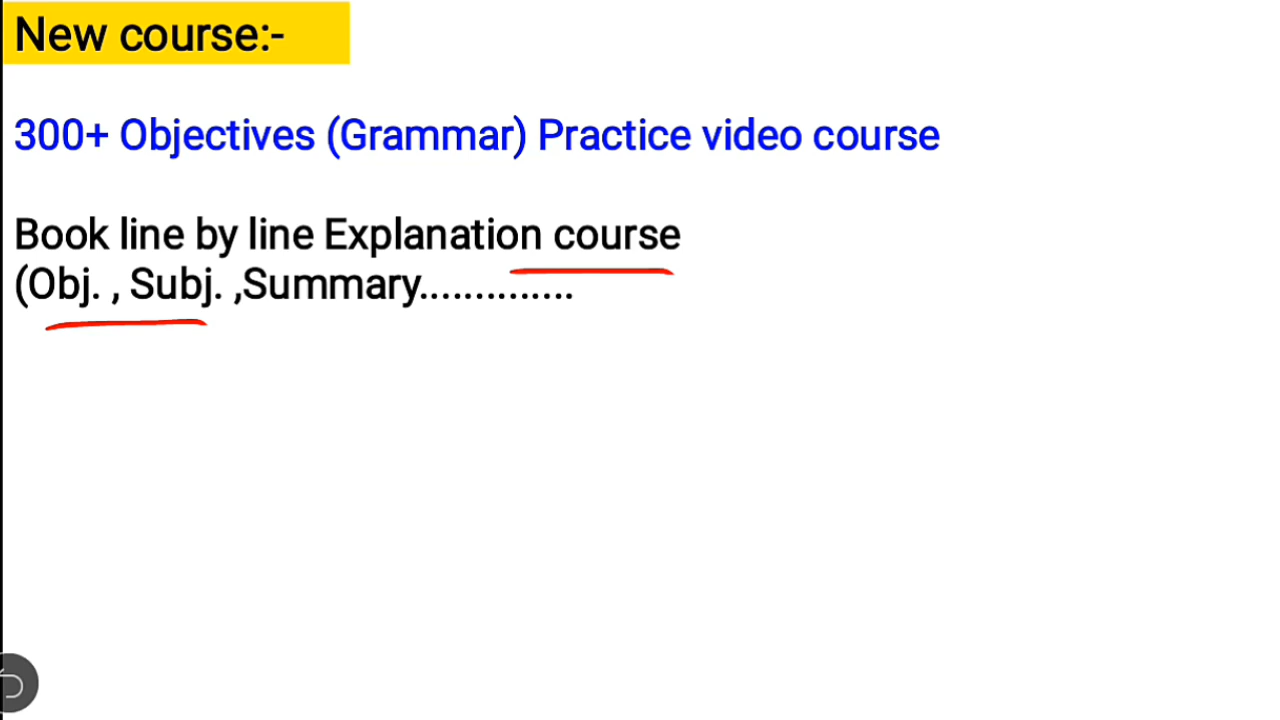 New course:-
300+ Objectives (Grammar) Practice video course
Book line by line Explanation course
(Obj. , Subj. ,Summary..............